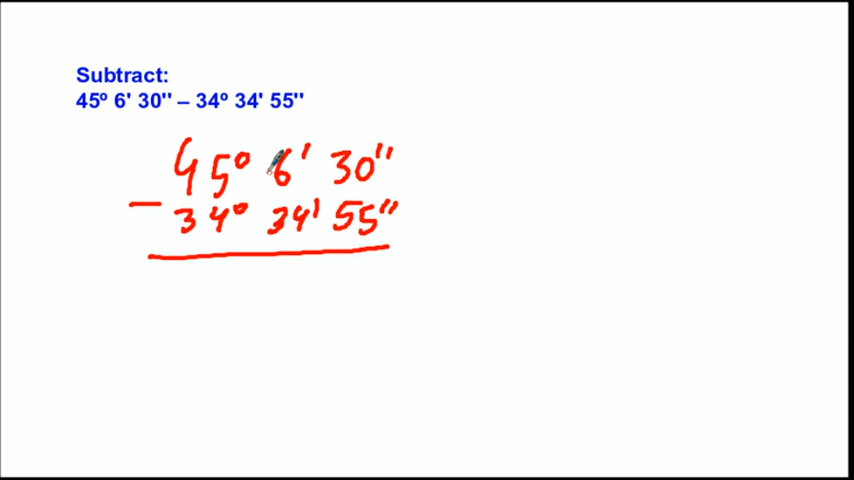 Subtract:
45º 6' 30'' – 34º 34' 55''
45° 6' 30''
– 34° 34' 55''